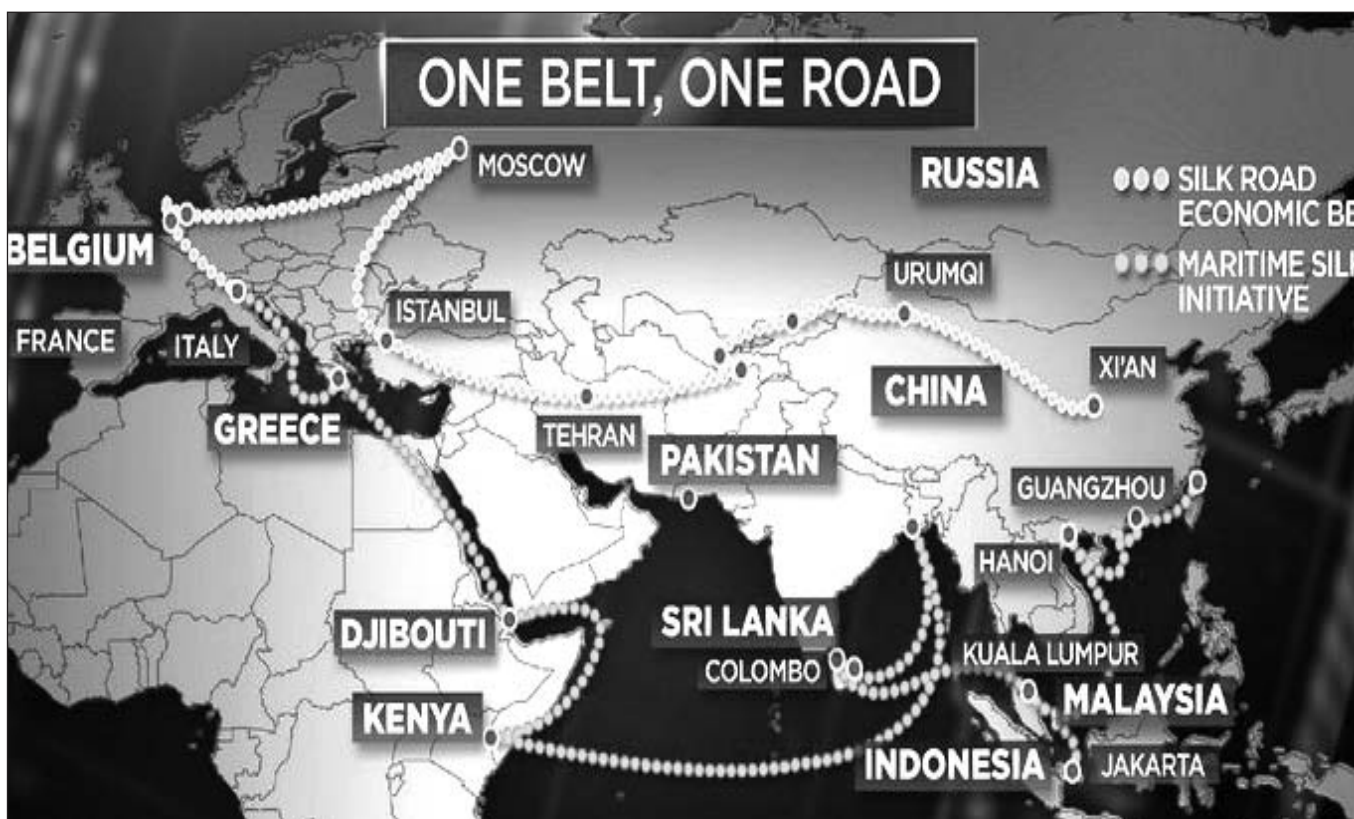 ONE BELT, ONE ROAD
MOSCOW
RUSSIA
SILK ROAD
ECONOMIC BE
BELGIUM
MARITIME SIL
INITIATIVE
URUMQI
ISTANBUL
FRANCE
ITALY
XI'AN
CHINA
GREECE
TEHRAN
PAKISTAN
GUANGZHOU
HANOI
DJIBOUTI
SRI LANKA
COLOMBO
KUALA LUMPUR
KENYA
MALAYSIA
INDONESIA
JAKARTA